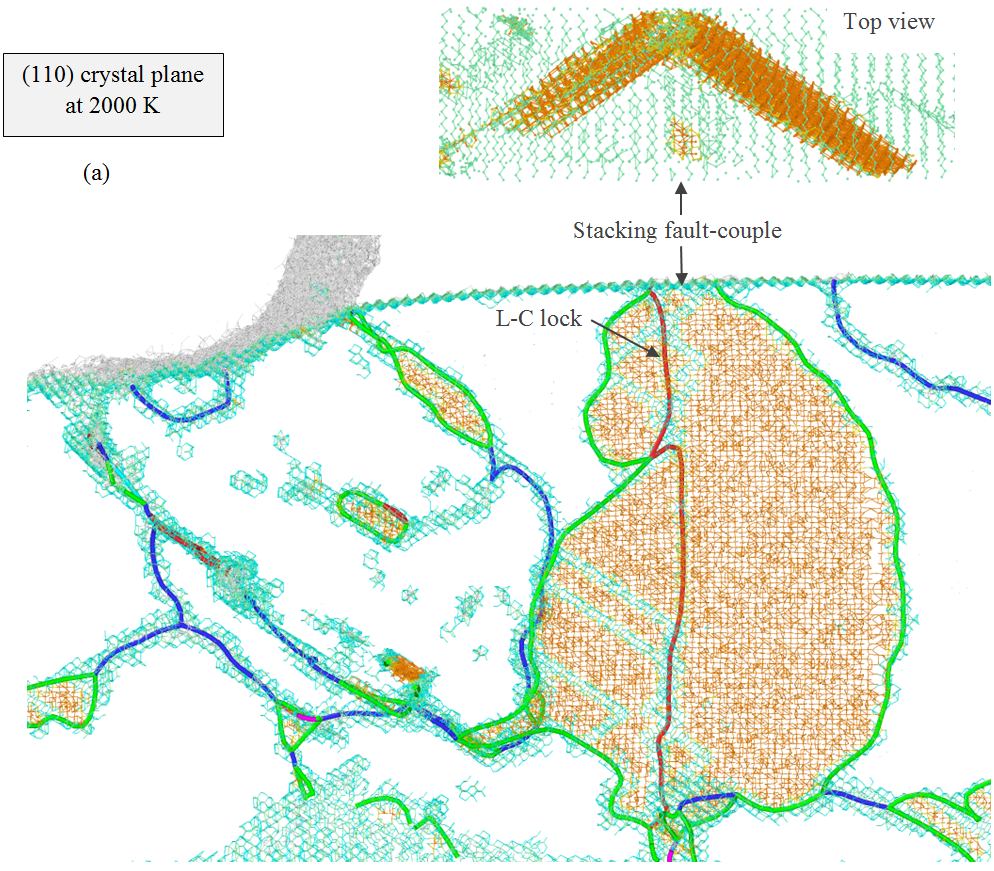 Top view
(110) crystal plane
at 2000 K
(a)
Stacking fault-couple
L-C lock